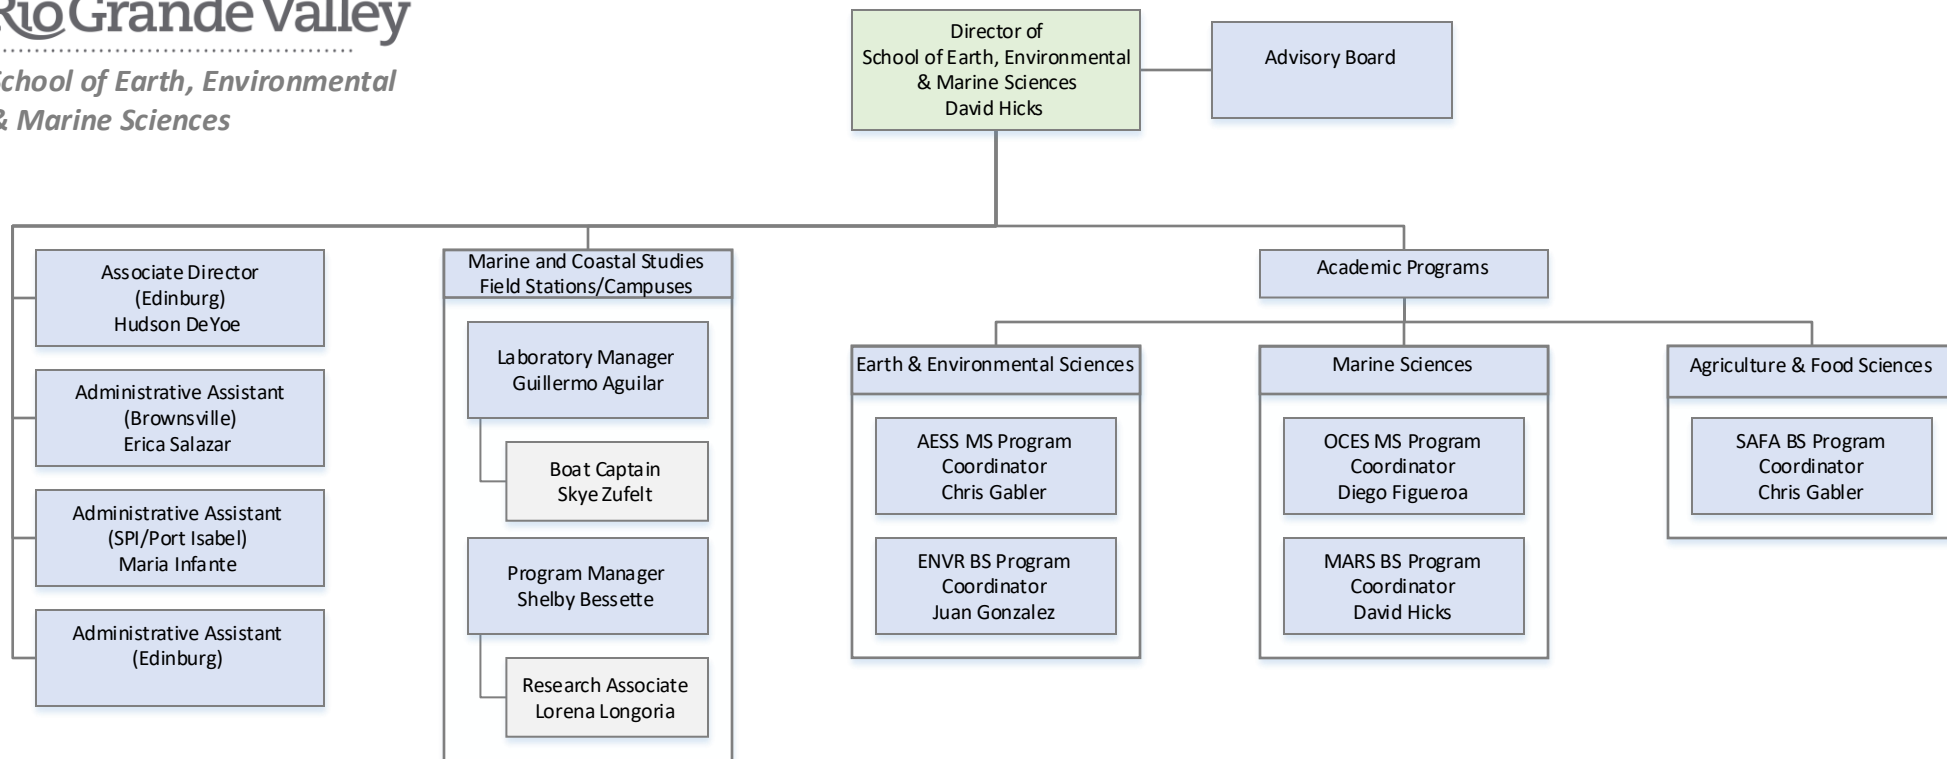 Rio Grande Valley
School of Earth, Environmental
& Marine Sciences
Director of
School of Earth, Environmental
& Marine Sciences
David Hicks
Advisory Board
Associate Director
(Edinburg)
Hudson DeYoe
Administrative Assistant
(Brownsville)
Erica Salazar
Administrative Assistant
(SPI/Port Isabel)
Maria Infante
Administrative Assistant
(Edinburg)
Marine and Coastal Studies
Field Stations/Campuses
Laboratory Manager
Guillermo Aguilar
Boat Captain
Skye Zufelt
Program Manager
Shelby Bessette
Research Associate
Lorena Longoria
Academic Programs
Earth & Environmental Sciences
AESS MS Program
Coordinator
Chris Gabler
ENVR BS Program
Coordinator
Juan Gonzalez
Marine Sciences
OCES MS Program
Coordinator
Diego Figueroa
MARS BS Program
Coordinator
David Hicks
Agriculture & Food Sciences
SAFA BS Program
Coordinator
Chris Gabler